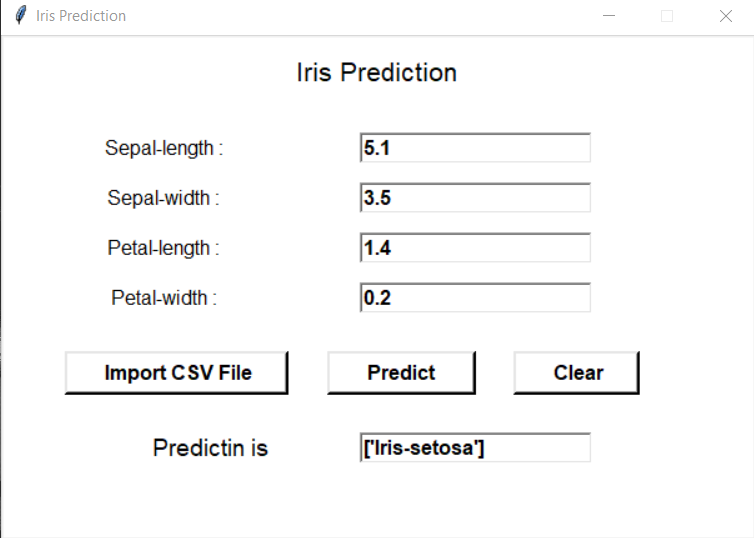 Iris Prediction
Iris Prediction
Sepal-length : 5.1
Sepal-width : 3.5
Petal-length : 1.4
Petal-width : 0.2
Import CSV File Predict Clear
Predictin is ['Iris-setosa']